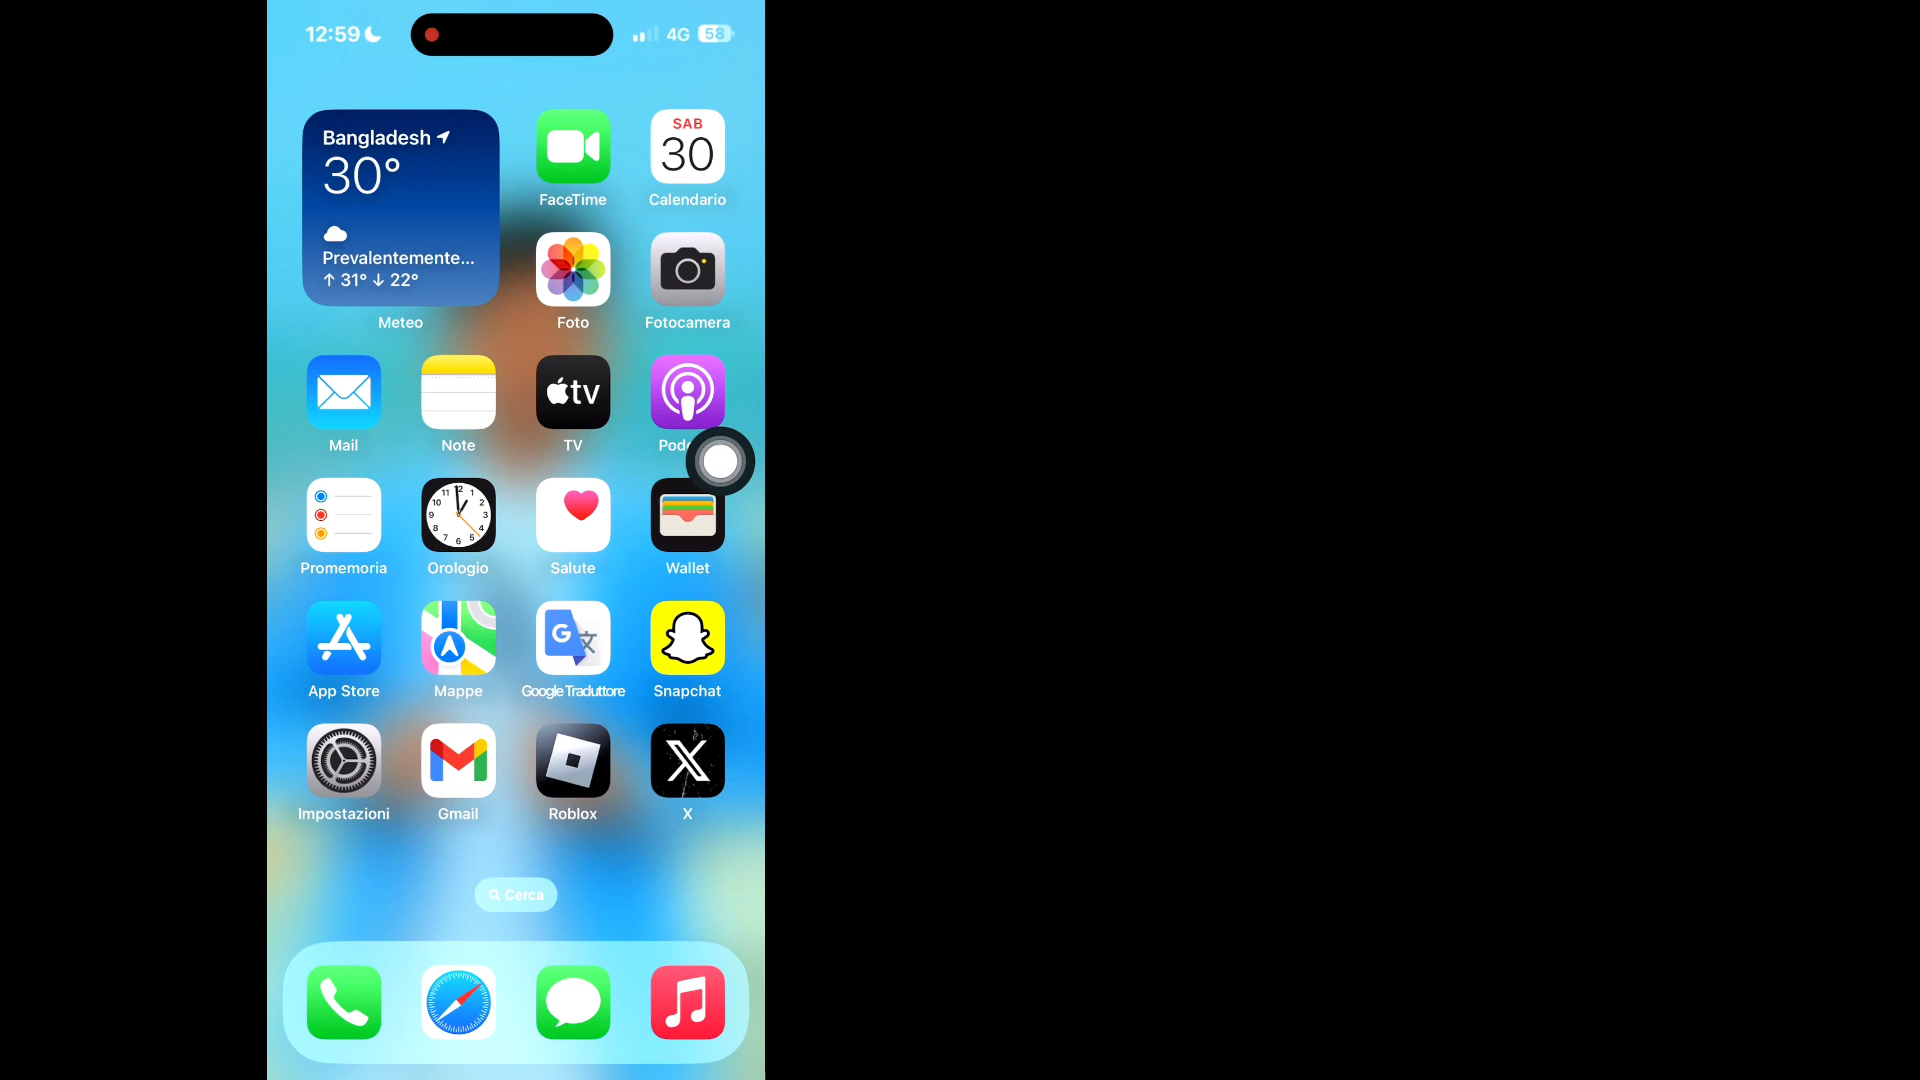 12:59
4G
58
Bangladesh
30°
Prevalentemente...
↑ 31° ↓ 22°
Meteo
FaceTime
SAB
30
Calendario
Foto
Fotocamera
Mail
Note
tv
TV
Promemoria
Orologio
Salute
Wallet
App Store
Mappe
Google Traduttore
Snapchat
Impostazioni
Gmail
Roblox
X
Cerca